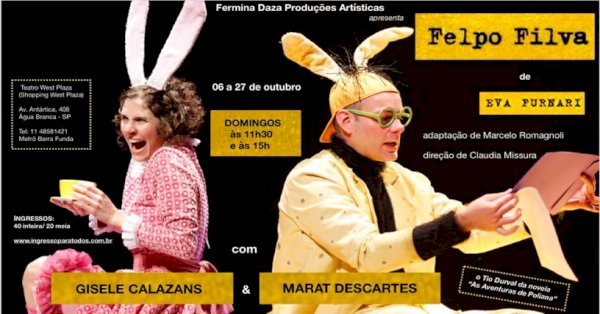 Fermina Daza Produções Artísticas
apresenta
Felpo Filva
de
EVA FURNARI
adaptação de Marcelo Romagnoli
direção de Claudia Missura
06 a 27 de outubro
DOMINGOS
às 11h30
e às 15h
Teatro West Plaza
(Shopping West Plaza)
Av. Antártica, 408
Água Branca - SP
Tel: 11 48581421
Metrô Barra Funda
INGRESSOS:
40 inteira/ 20 meia
www.ingressoparatodos.com.br
com
GISELE CALAZANS
&
MARAT DESCARTES
o Tio Durval da novela
"As Aventuras de Poliana"